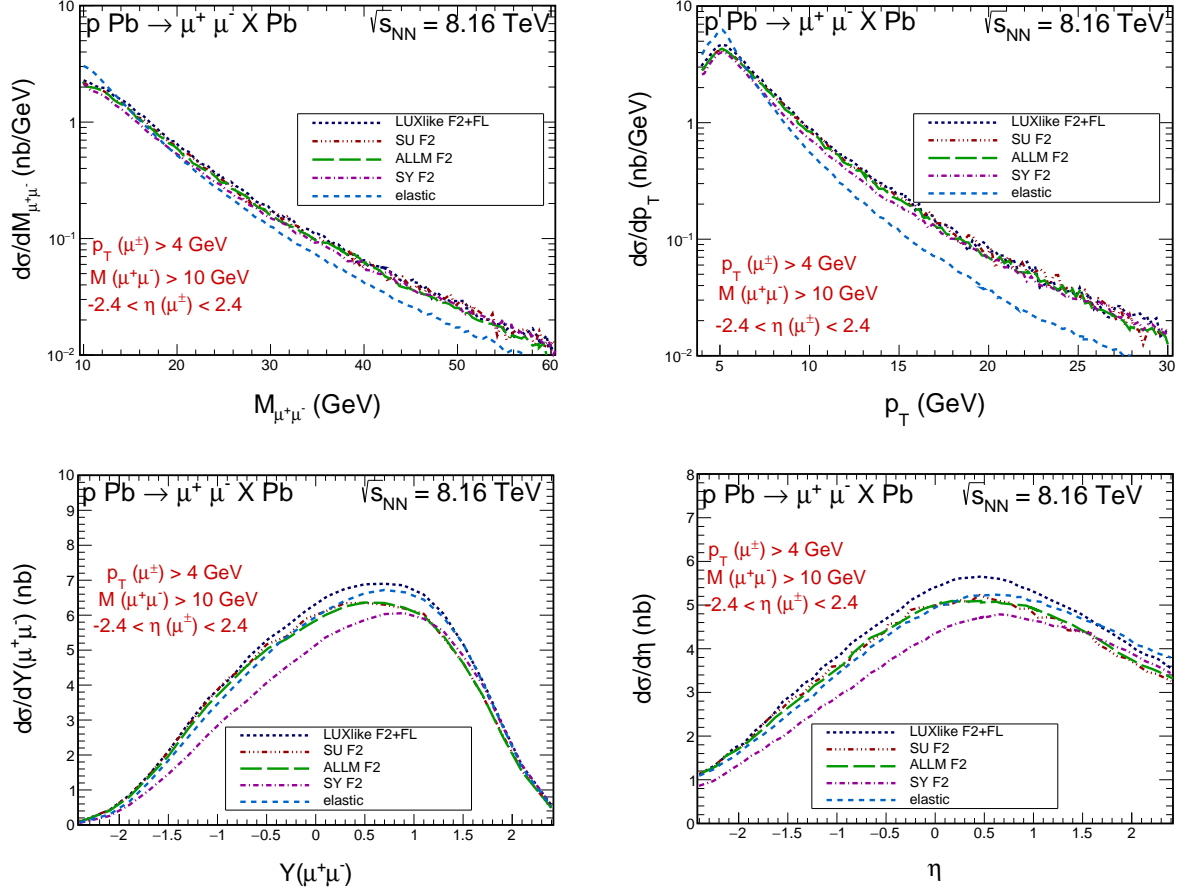 p Pb → μ⁺ μ⁻ X Pb √s_NN = 8.16 TeV
dσ/dM_μ⁺μ⁻ (nb/GeV)
10
1
10⁻¹
10⁻²
LUXlike F2+FL
SU F2
ALLM F2
SY F2
elastic
p_T (μ^±) > 4 GeV
M (μ⁺μ⁻) > 10 GeV
-2.4 < η (μ^±) < 2.4
10 20 30 40 50 60
M_μ⁺μ⁻ (GeV)
p Pb → μ⁺ μ⁻ X Pb √s_NN = 8.16 TeV
dσ/dp_T (nb/GeV)
10
1
10⁻¹
10⁻²
LUXlike F2+FL
SU F2
ALLM F2
SY F2
elastic
p_T (μ^±) > 4 GeV
M (μ⁺μ⁻) > 10 GeV
-2.4 < η (μ^±) < 2.4
5 10 15 20 25 30
p_T (GeV)
p Pb → μ⁺ μ⁻ X Pb √s_NN = 8.16 TeV
dσ/dY(μ⁺μ⁻) (nb)
10
9
8
7
6
5
4
3
2
1
0
p_T (μ^±) > 4 GeV
M (μ⁺μ⁻) > 10 GeV
-2.4 < η (μ^±) < 2.4
LUXlike F2+FL
SU F2
ALLM F2
SY F2
elastic
−2 −1.5 −1 −0.5 0 0.5 1 1.5 2
Y(μ⁺μ⁻)
p Pb → μ⁺ μ⁻ X Pb √s_NN = 8.16 TeV
dσ/dη (nb)
8
7
6
5
4
3
2
1
0
p_T (μ^±) > 4 GeV
M (μ⁺μ⁻) > 10 GeV
-2.4 < η (μ^±) < 2.4
LUXlike F2+FL
SU F2
ALLM F2
SY F2
elastic
−2 −1.5 −1 −0.5 0 0.5 1 1.5 2
η